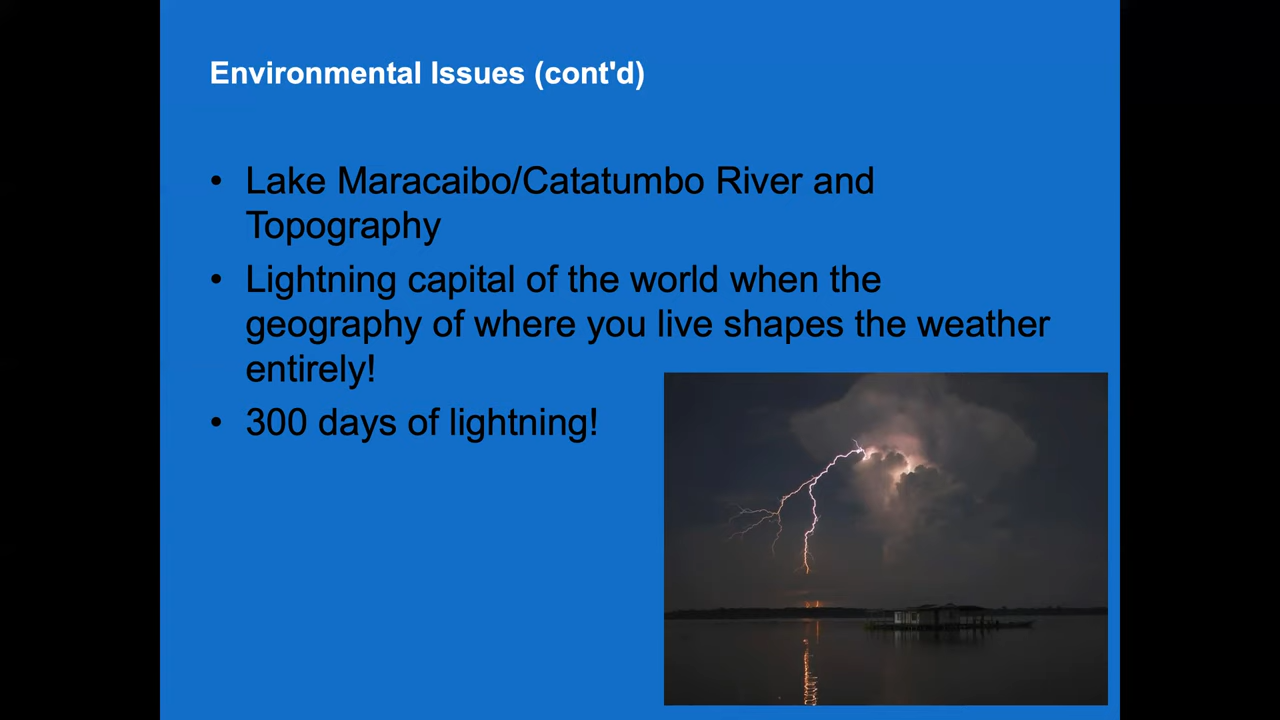 Environmental Issues (cont'd)
• Lake Maracaibo/Catatumbo River and
Topography
• Lightning capital of the world when the
geography of where you live shapes the weather
entirely!
• 300 days of lightning!